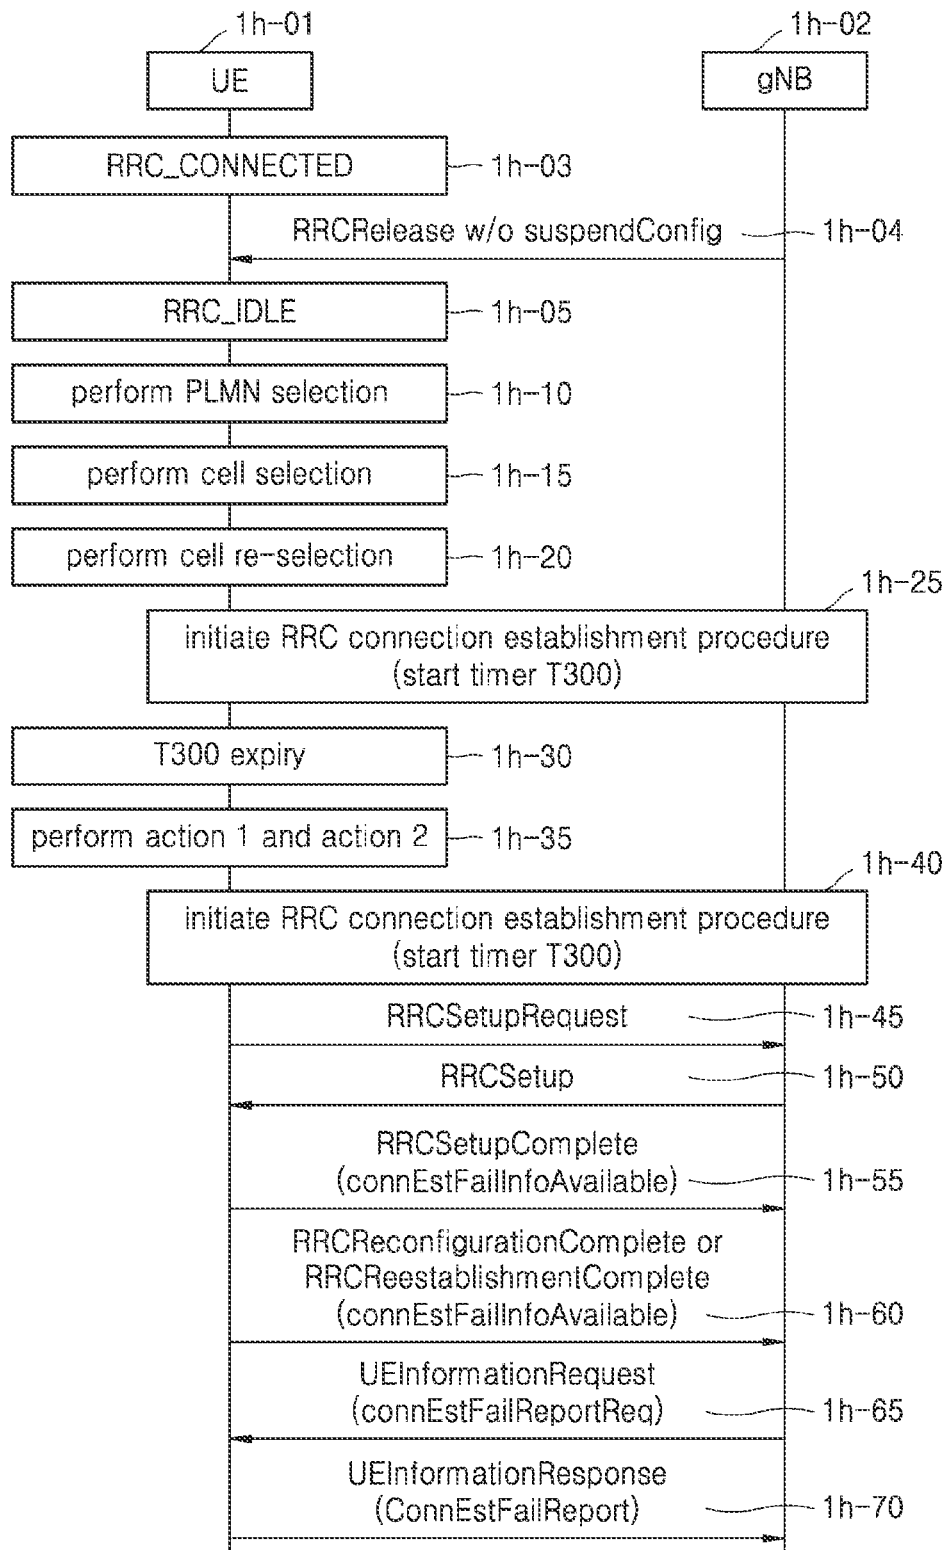 1h-01
1h-02
UE
gNB
RRC_CONNECTED
1h-03
RRCRelease w/o suspendConfig
1h-04
RRC_IDLE
1h-05
perform PLMN selection
1h-10
perform cell selection
1h-15
perform cell re-selection
1h-20
1h-25
initiate RRC connection establishment procedure
(start timer T300)
T300 expiry
1h-30
perform action 1 and action 2
1h-35
1h-40
initiate RRC connection establishment procedure
(start timer T300)
RRCSetupRequest
1h-45
RRCSetup
1h-50
RRCSetupComplete
(connEstFailInfoAvailable)
1h-55
RRCReconfigurationComplete or
RRCReestablishmentComplete
(connEstFailInfoAvailable)
1h-60
UEInformationRequest
(connEstFailReportReq)
1h-65
UEInformationResponse
(ConnEstFailReport)
1h-70